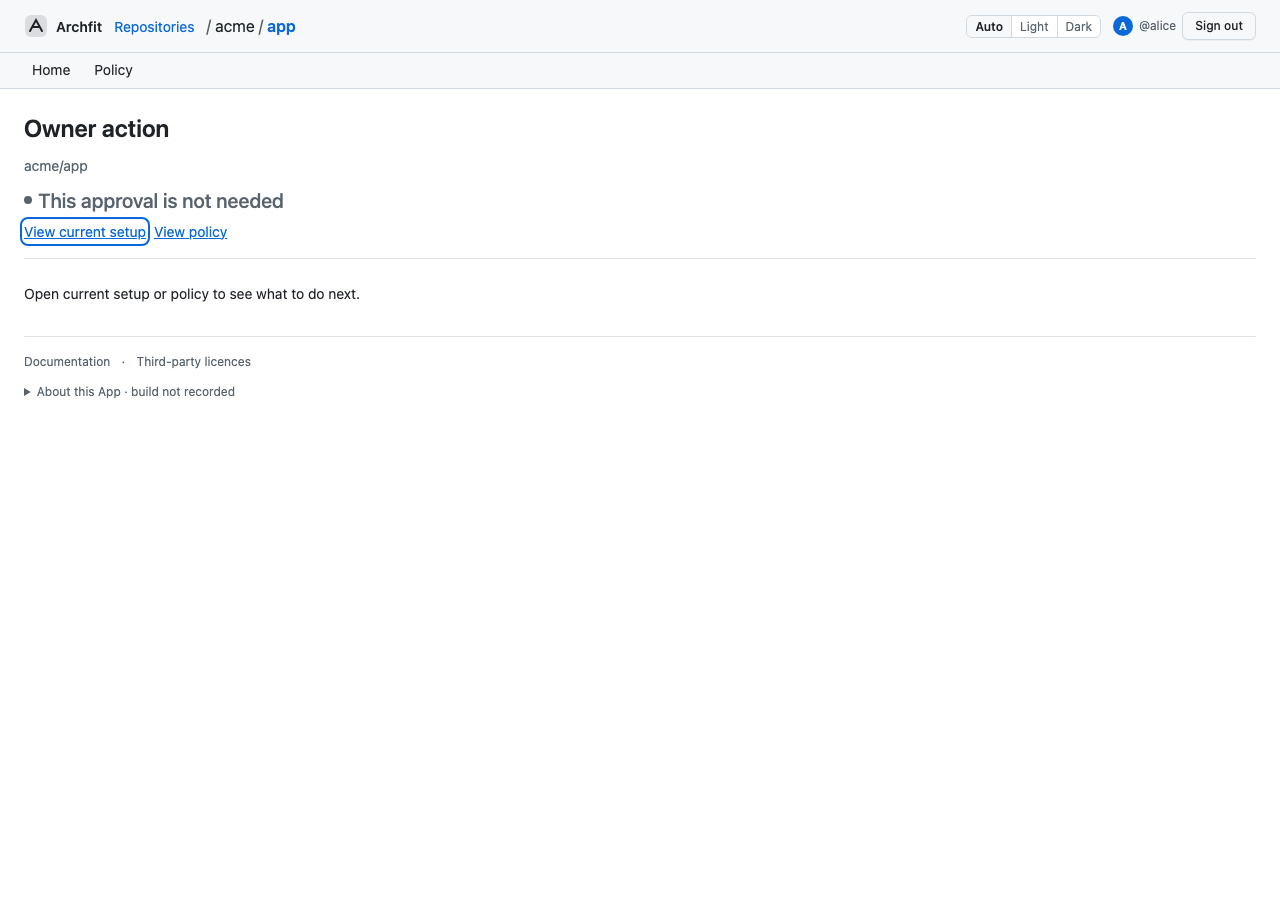 Archfit Repositories / acme / app Auto Light Dark A @alice Sign out
Home Policy
Owner action
acme/app
This approval is not needed
View current setup View policy
Open current setup or policy to see what to do next.
Documentation · Third-party licences
About this App · build not recorded